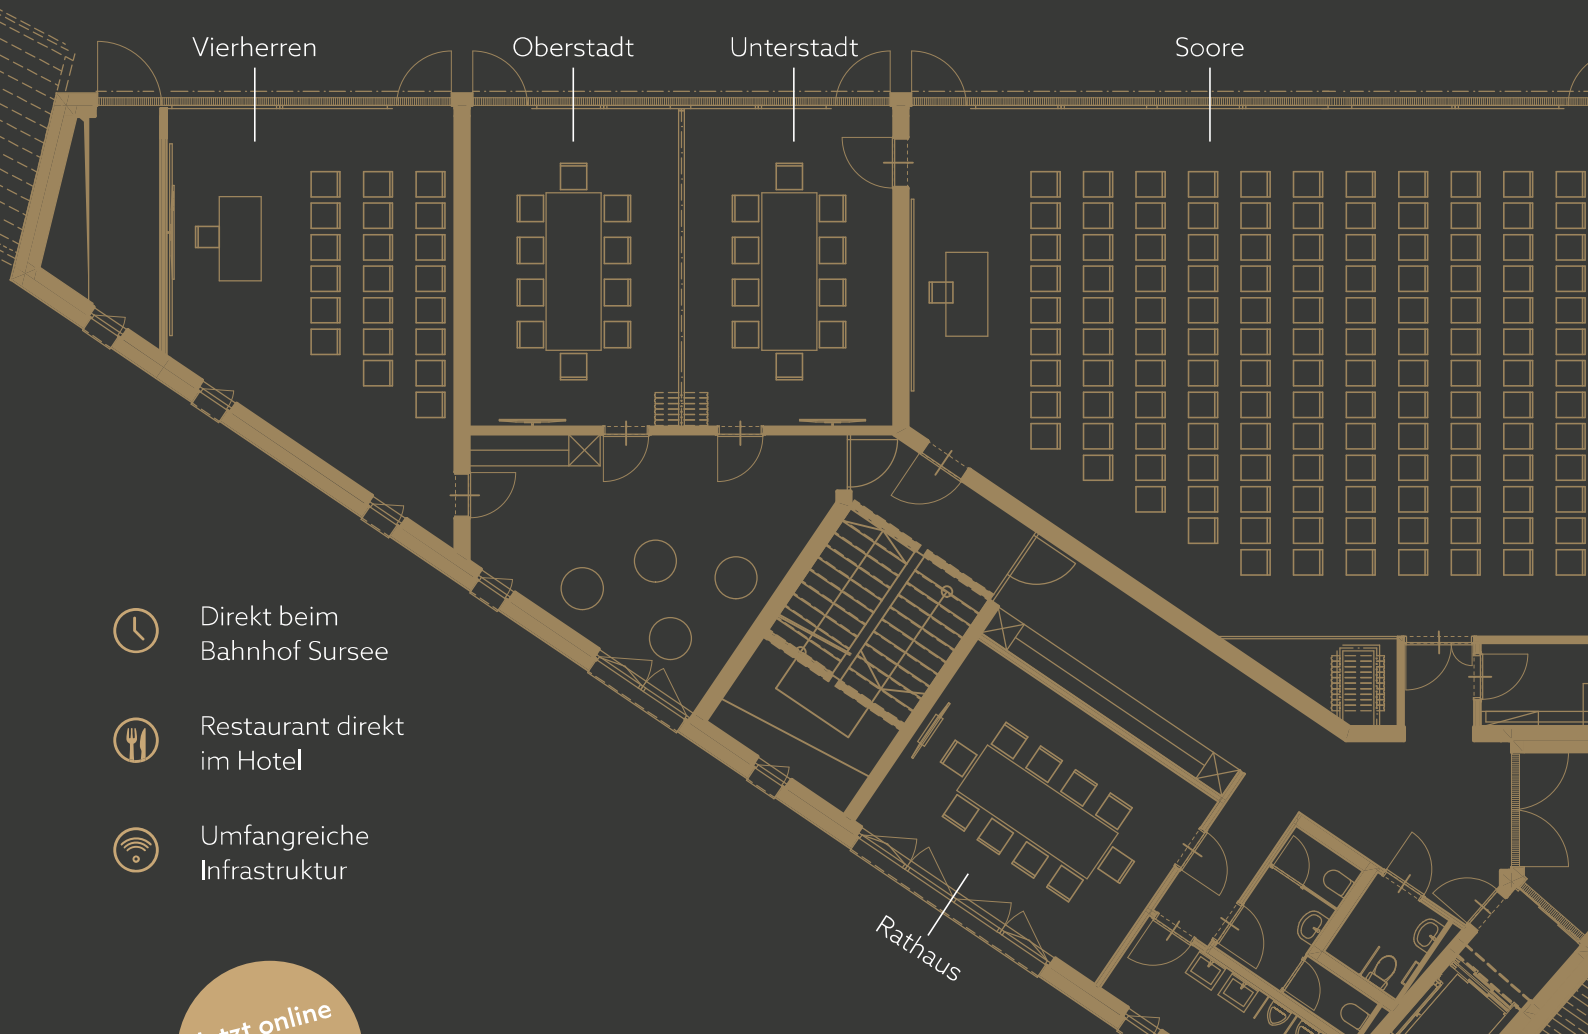 Vierherren
Oberstadt
Unterstadt
Soore
Direkt beim
Bahnhof Sursee
Restaurant direkt
im Hotel
Umfangreiche
Infrastruktur
Rathaus
online